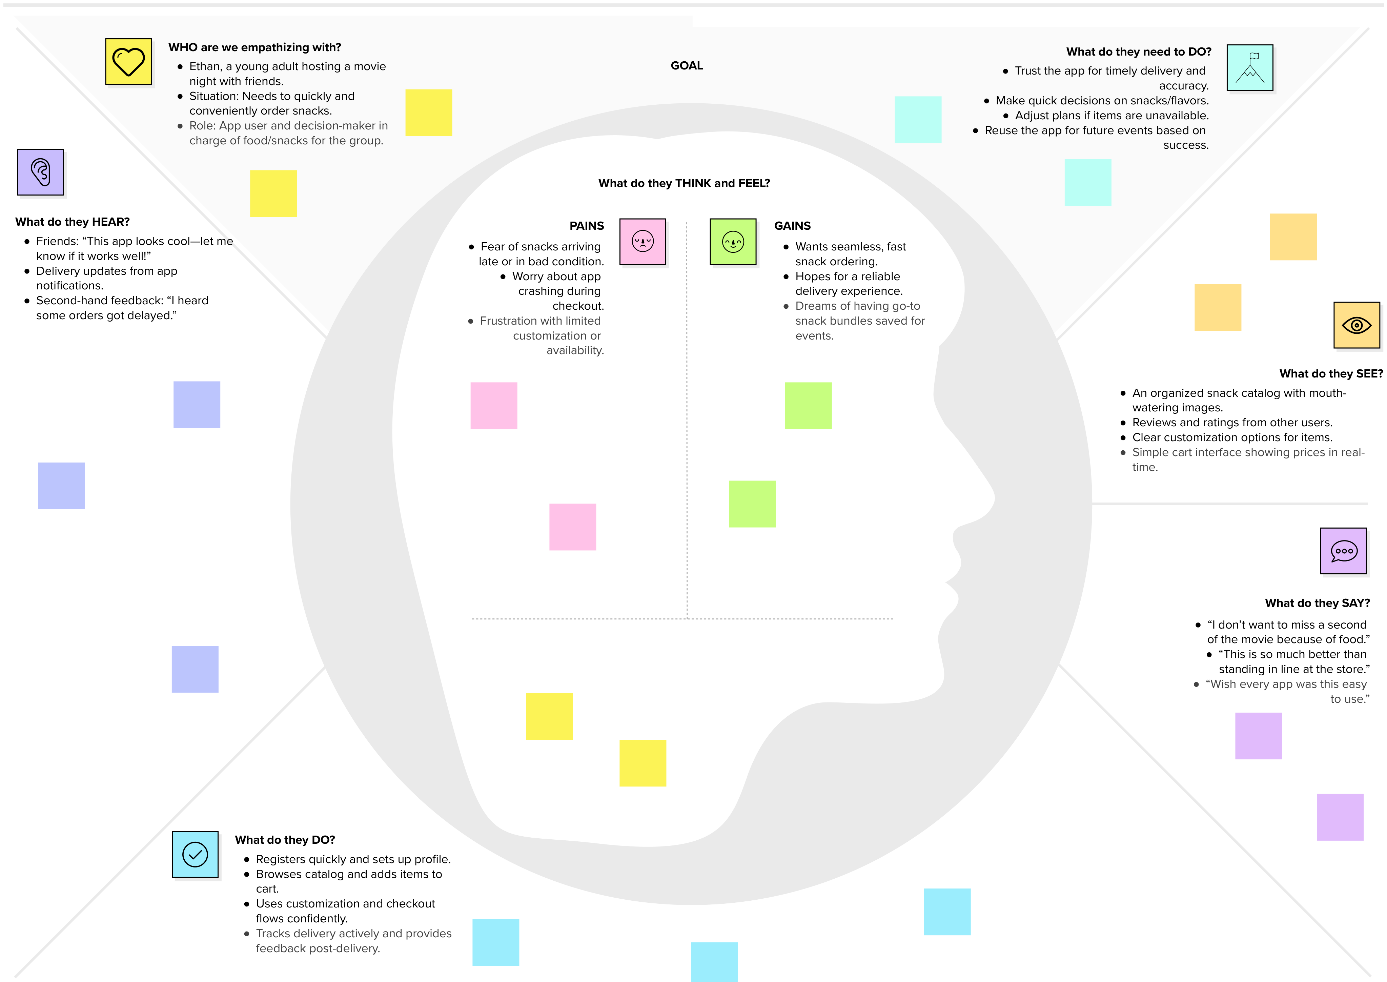 WHO are we empathizing with?
● Ethan, a young adult hosting a movie
night with friends.
● Situation: Needs to quickly and
conveniently order snacks.
● Role: App user and decision-maker in
charge of food/snacks for the group.
GOAL
What do they need to DO?
● Trust the app for timely delivery and
accuracy.
● Make quick decisions on snacks/flavors.
● Adjust plans if items are unavailable.
● Reuse the app for future events based on
success.
What do they HEAR?
● Friends: “This app looks cool—let me
know if it works well!”
● Delivery updates from app
notifications.
● Second-hand feedback: “I heard
some orders got delayed.”
What do they THINK and FEEL?
PAINS
● Fear of snacks arriving
late or in bad condition.
● Worry about app
crashing during
checkout.
● Frustration with limited
customization or
availability.
GAINS
● Wants seamless, fast
snack ordering.
● Hopes for a reliable
delivery experience.
● Dreams of having go-to
snack bundles saved for
events.
What do they SEE?
● An organized snack catalog with mouth-
watering images.
● Reviews and ratings from other users.
● Clear customization options for items.
● Simple cart interface showing prices in real-
time.
What do they SAY?
● “I don’t want to miss a second
of the movie because of food.”
● “This is so much better than
standing in line at the store.”
● “Wish every app was this easy
to use.”
What do they DO?
● Registers quickly and sets up profile.
● Browses catalog and adds items to
cart.
● Uses customization and checkout
flows confidently.
● Tracks delivery actively and provides
feedback post-delivery.